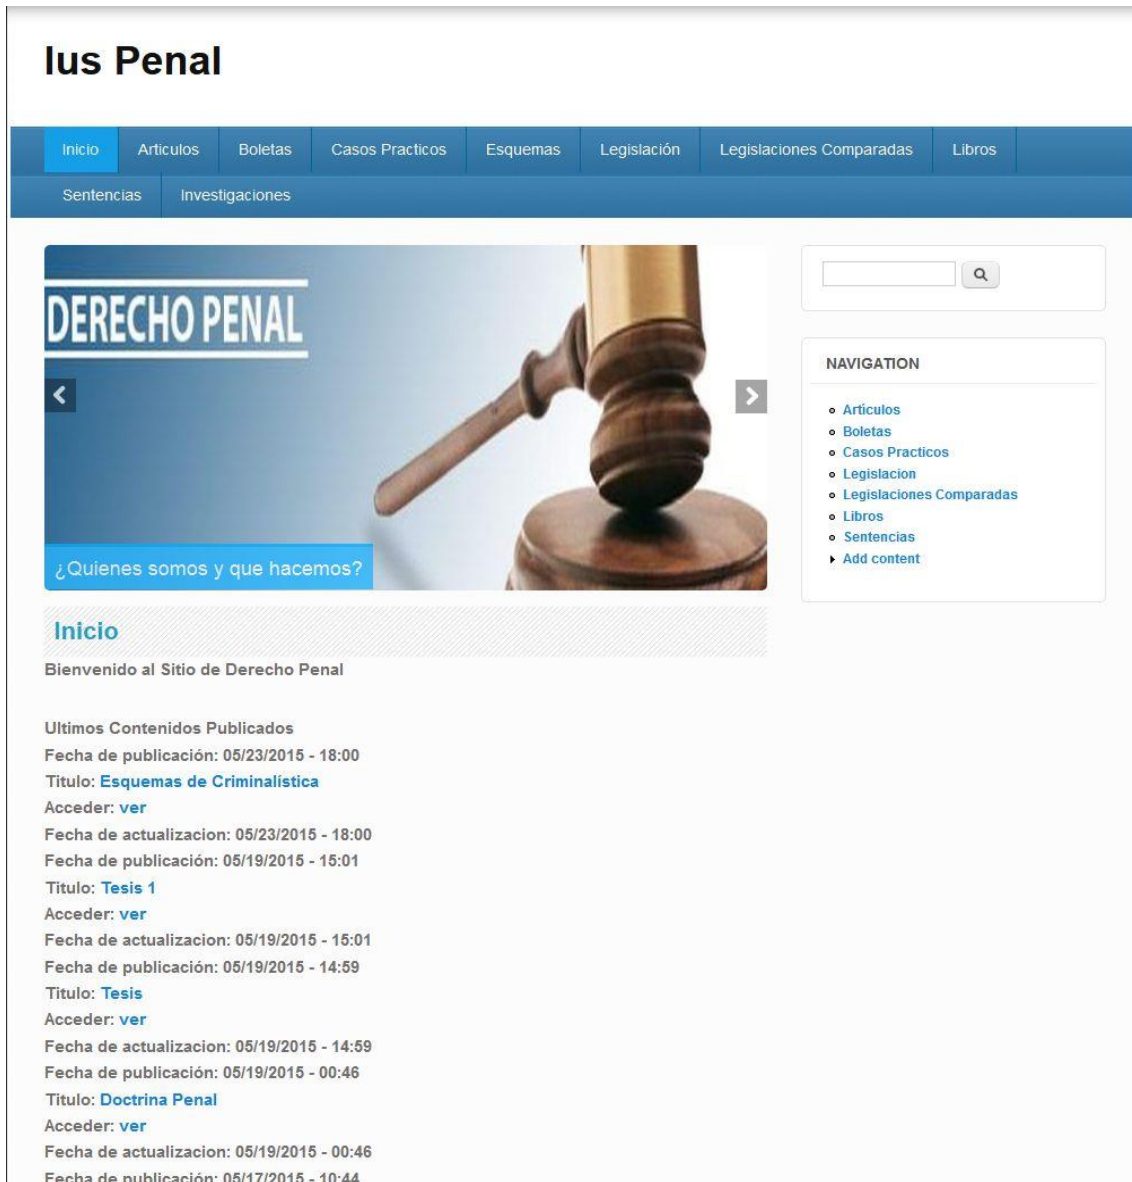 Ius Penal
Inicio Articulos Boletas Casos Practicos Esquemas Legislación Legislaciones Comparadas Libros
Sentencias Investigaciones
DERECHO PENAL
¿Quienes somos y que hacemos?
NAVIGATION
Artículos
Boletas
Casos Practicos
Legislacion
Legislaciones Comparadas
Libros
Sentencias
Add content
Inicio
Bienvenido al Sitio de Derecho Penal
Ultimos Contenidos Publicados
Fecha de publicación: 05/23/2015 - 18:00
Titulo: Esquemas de Criminalística
Acceder: ver
Fecha de actualizacion: 05/23/2015 - 18:00
Fecha de publicación: 05/19/2015 - 15:01
Titulo: Tesis 1
Acceder: ver
Fecha de actualizacion: 05/19/2015 - 15:01
Fecha de publicación: 05/19/2015 - 14:59
Titulo: Tesis
Acceder: ver
Fecha de actualizacion: 05/19/2015 - 14:59
Fecha de publicación: 05/19/2015 - 00:46
Titulo: Doctrina Penal
Acceder: ver
Fecha de actualizacion: 05/19/2015 - 00:46
Fecha de publicación: 05/17/2015 - 10:44